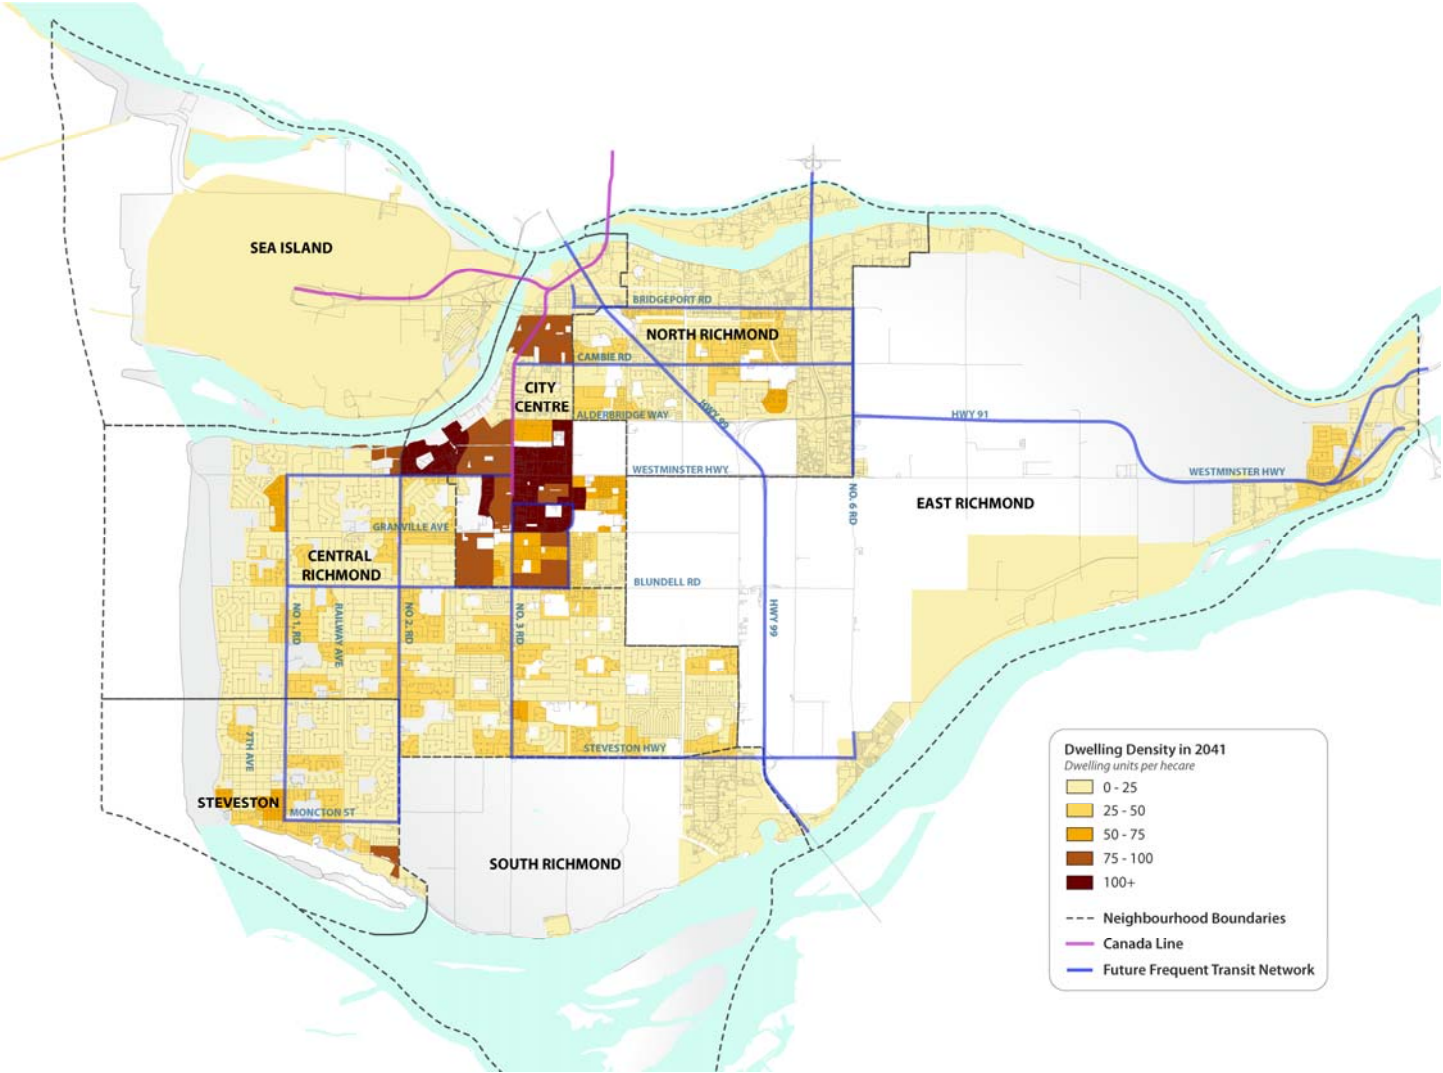 SEA ISLAND
BRIDGEPORT RD
NORTH RICHMOND
CAMBIE RD
CITY
CENTRE
ALDERBRIDGE WAY
HWY 99
HWY 91
WESTMINSTER HWY
WESTMINSTER HWY
NO. 6 RD
EAST RICHMOND
GRANVILLE AVE
CENTRAL
RICHMOND
BLUNDELL RD
NO 1. RD
RAILWAY AVE
NO 2. RD
NO. 3 RD
HWY 99
7TH AVE
STEVESTON HWY
STEVESTON
MONCTON ST
SOUTH RICHMOND
Dwelling Density in 2041
Dwelling units per hecare
0 - 25
25 - 50
50 - 75
75 - 100
100+
Neighbourhood Boundaries
Canada Line
Future Frequent Transit Network